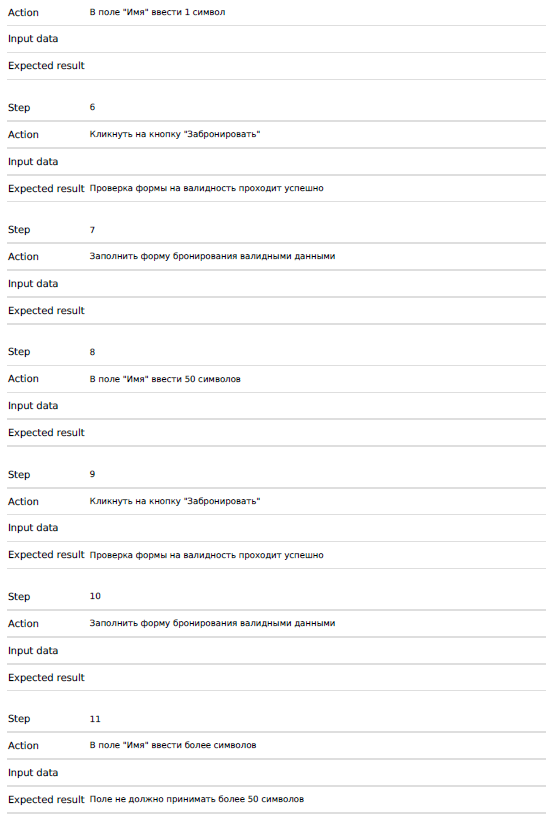 Action В поле "Имя" ввести 1 символ
Input data
Expected result
Step 6
Action Кликнуть на кнопку "Забронировать"
Input data
Expected result Проверка формы на валидность проходит успешно
Step 7
Action Заполнить форму бронирования валидными данными
Input data
Expected result
Step 8
Action В поле "Имя" ввести 50 символов
Input data
Expected result
Step 9
Action Кликнуть на кнопку "Забронировать"
Input data
Expected result Проверка формы на валидность проходит успешно
Step 10
Action Заполнить форму бронирования валидными данными
Input data
Expected result
Step 11
Action В поле "Имя" ввести более символов
Input data
Expected result Поле не должно принимать более 50 символов